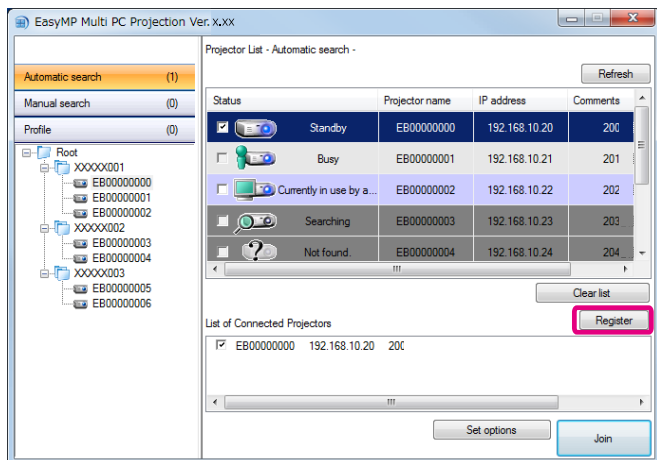 EasyMP Multi PC Projection Ver. X.XX
Projector List - Automatic search -
Automatic search (1)
Refresh
Manual search (0)
Profile (0)
Status Projector name IP address Comments
Standby EB00000000 192.168.10.20 200
Busy EB00000001 192.168.10.21 201
Currently in use by a... EB00000002 192.168.10.22 202
Searching EB00000003 192.168.10.23 203
Not found. EB00000004 192.168.10.24 204
Root
XXXXX001
EB00000000
EB00000001
EB00000002
XXXXX002
EB00000003
EB00000004
XXXXX003
EB00000005
EB00000006
Clear list
List of Connected Projectors
Register
EB00000000 192.168.10.20 200
Set options
Join